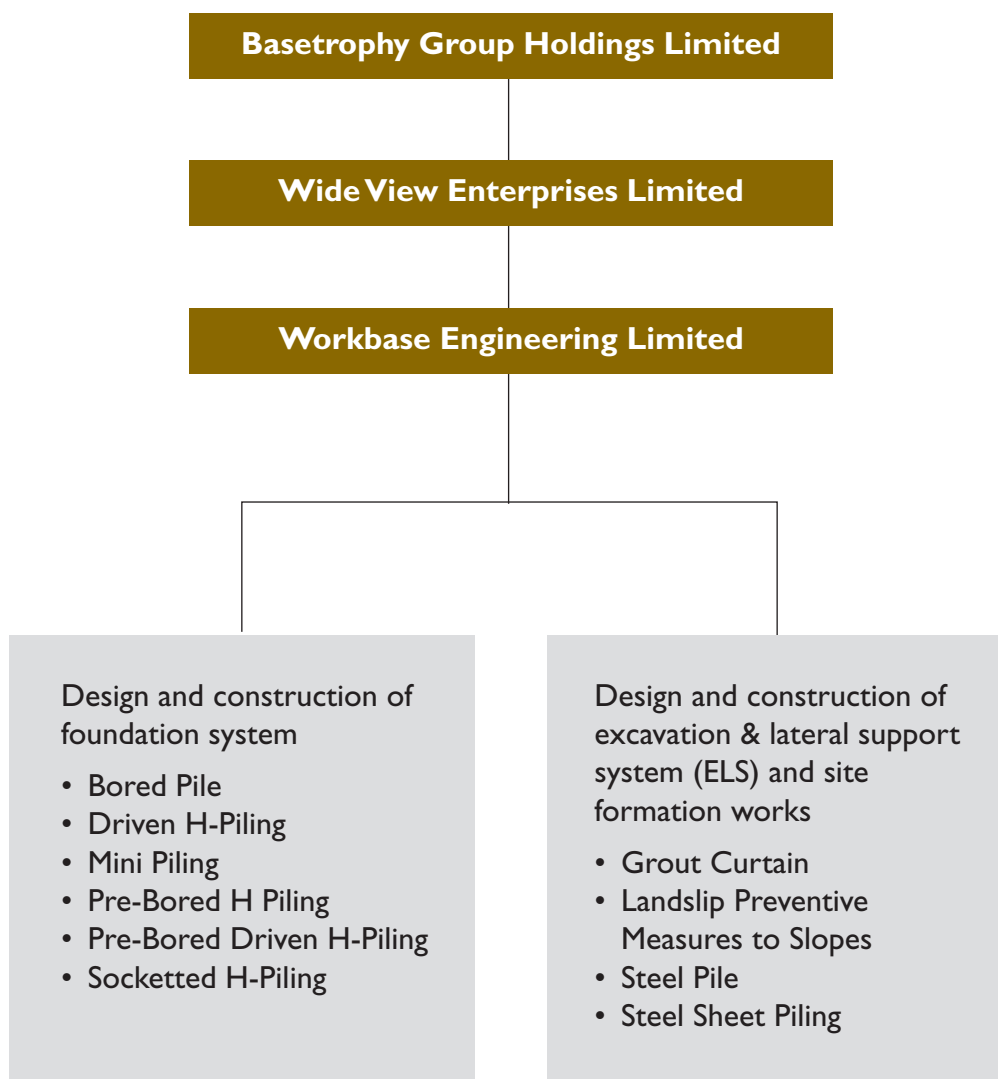 Basetrophy Group Holdings Limited
Wide View Enterprises Limited
Workbase Engineering Limited
Design and construction of
foundation system
• Bored Pile
• Driven H-Piling
• Mini Piling
• Pre-Bored H Piling
• Pre-Bored Driven H-Piling
• Socketted H-Piling
Design and construction of
excavation & lateral support
system (ELS) and site
formation works
• Grout Curtain
• Landslip Preventive
Measures to Slopes
• Steel Pile
• Steel Sheet Piling